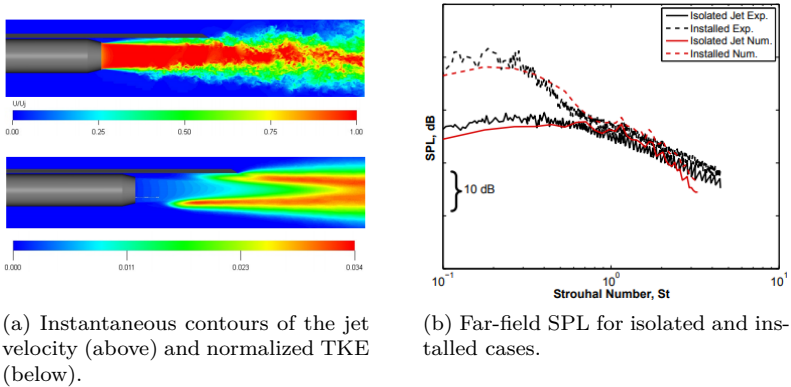 U/Uj
0.00 0.25 0.50 0.75 1.00
0.000 0.011 0.023 0.034
(a) Instantaneous contours of the jet
velocity (above) and normalized TKE
(below).
Isolated Jet Exp.
Installed Exp.
Isolated Jet Num.
Installed Num.
SPL, dB
10 dB
10⁻¹ 10⁰ 10¹
Strouhal Number, St
(b) Far-field SPL for isolated and ins-
talled cases.